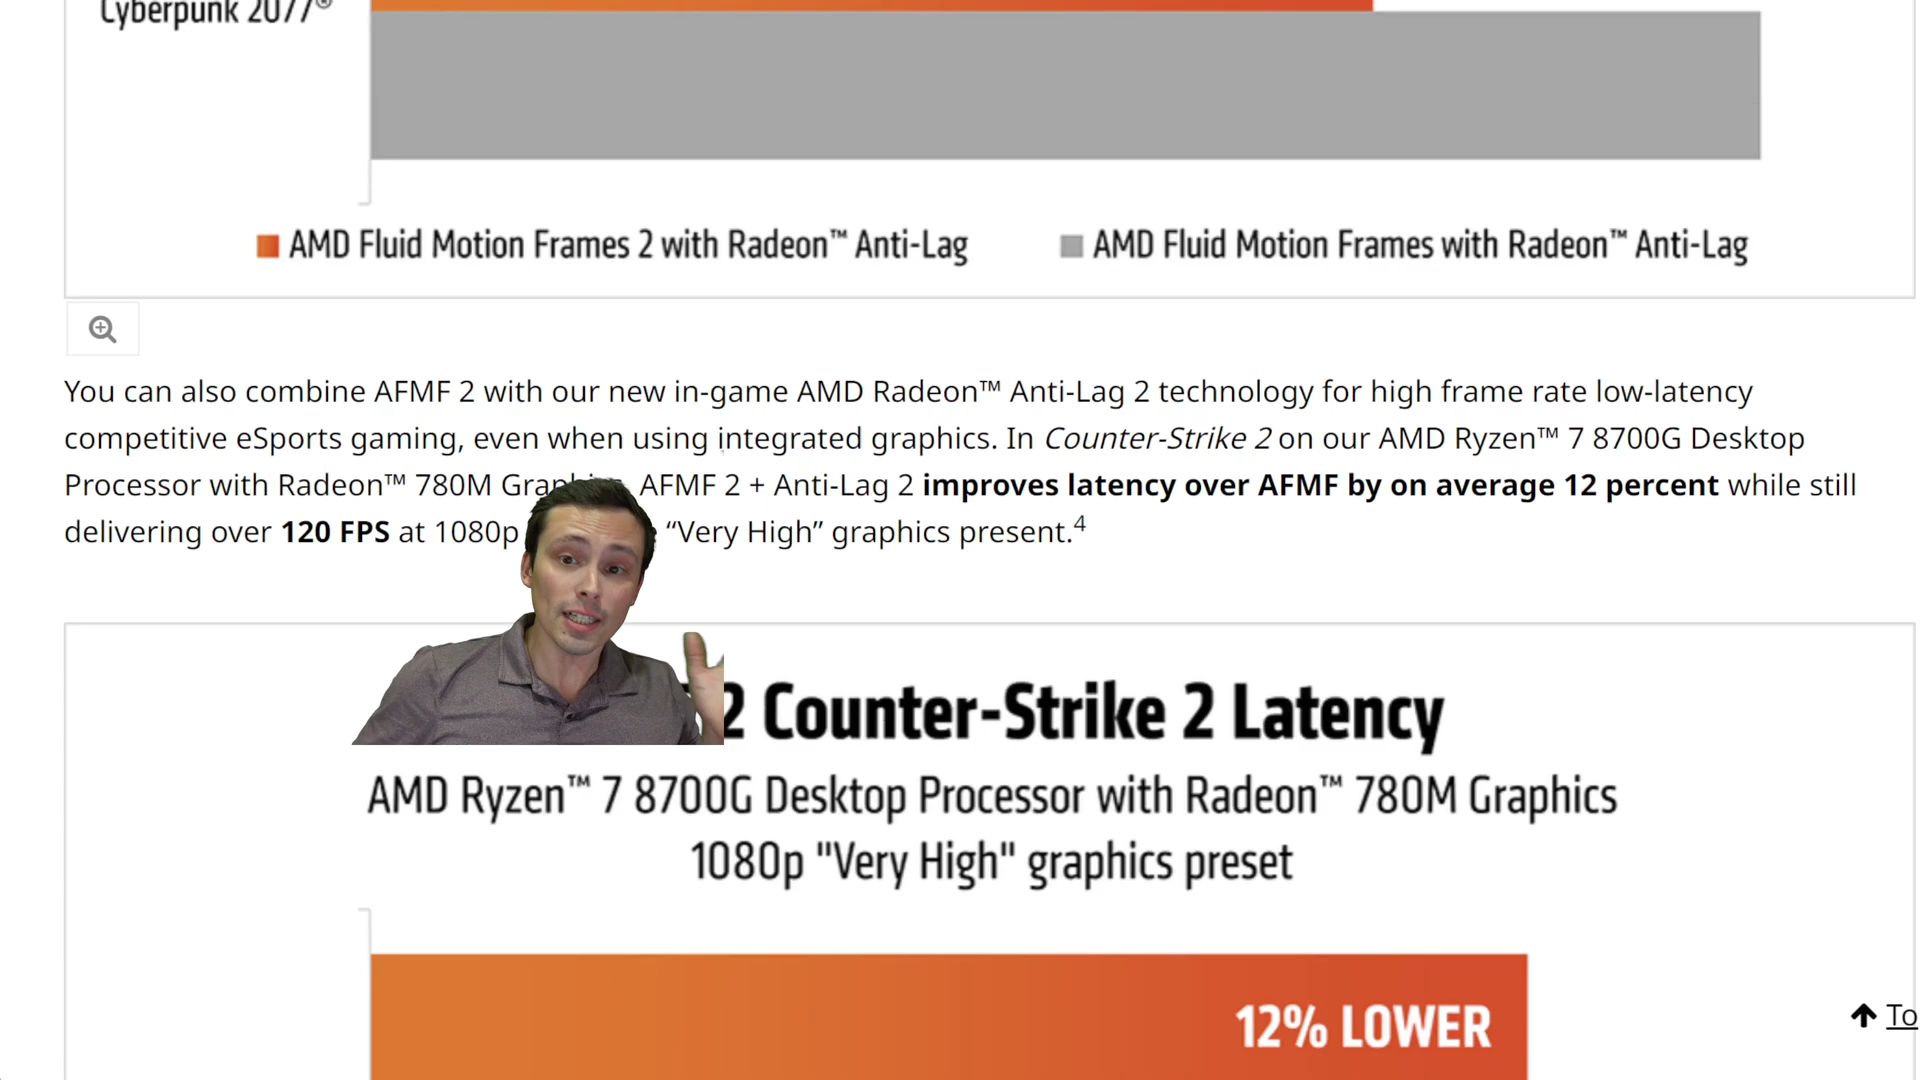 Cyberpunk 2077®
AMD Fluid Motion Frames 2 with Radeon™ Anti-Lag
AMD Fluid Motion Frames with Radeon™ Anti-Lag
You can also combine AFMF 2 with our new in-game AMD Radeon™ Anti-Lag 2 technology for high frame rate low-latency
competitive eSports gaming, even when using integrated graphics. In Counter-Strike 2 on our AMD Ryzen™ 7 8700G Desktop
Processor with Radeon™ 780M Graphics, AFMF 2 + Anti-Lag 2 improves latency over AFMF by on average 12 percent while still
delivering over 120 FPS at 1080p “Very High” graphics present.4
2 Counter-Strike 2 Latency
AMD Ryzen™ 7 8700G Desktop Processor with Radeon™ 780M Graphics
1080p "Very High" graphics preset
12% LOWER
To